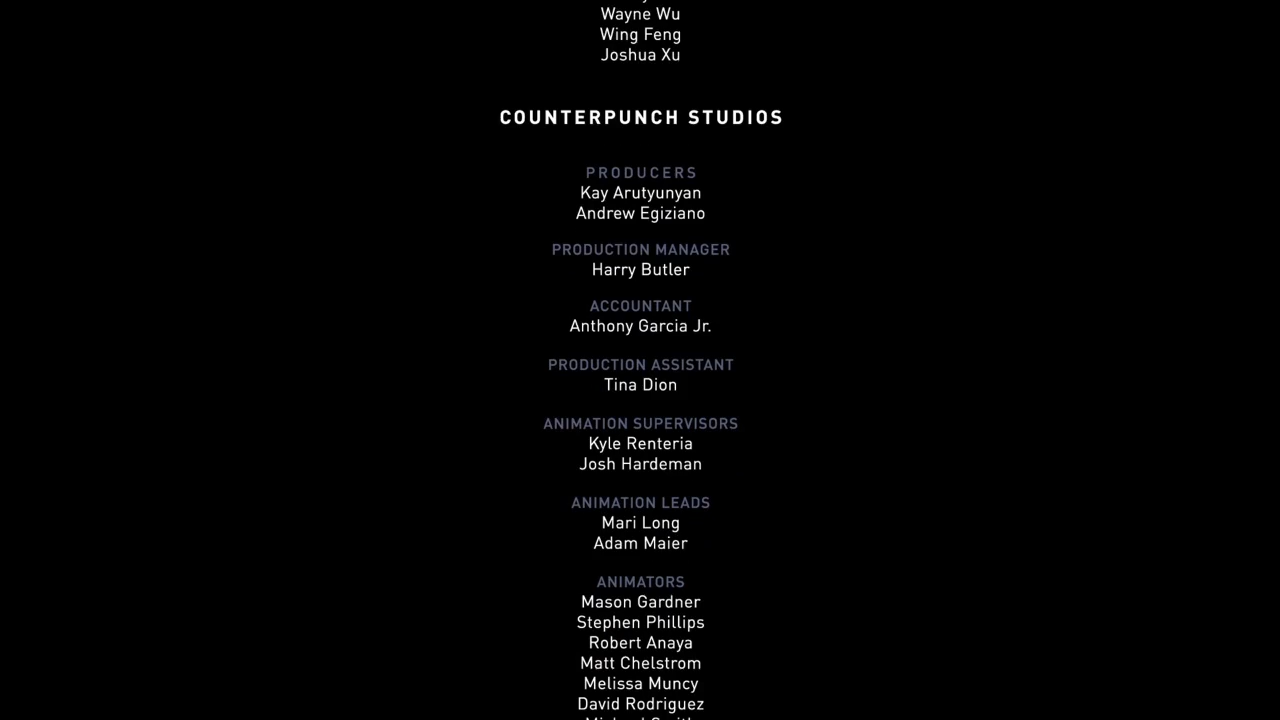 Wayne Wu
Wing Feng
Joshua Xu
COUNTERPUNCH STUDIOS
PRODUCERS
Kay Arutyunyan
Andrew Egiziano
PRODUCTION MANAGER
Harry Butler
ACCOUNTANT
Anthony Garcia Jr.
PRODUCTION ASSISTANT
Tina Dion
ANIMATION SUPERVISORS
Kyle Renteria
Josh Hardeman
ANIMATION LEADS
Mari Long
Adam Maier
ANIMATORS
Mason Gardner
Stephen Phillips
Robert Anaya
Matt Chelstrom
Melissa Muncy
David Rodriguez